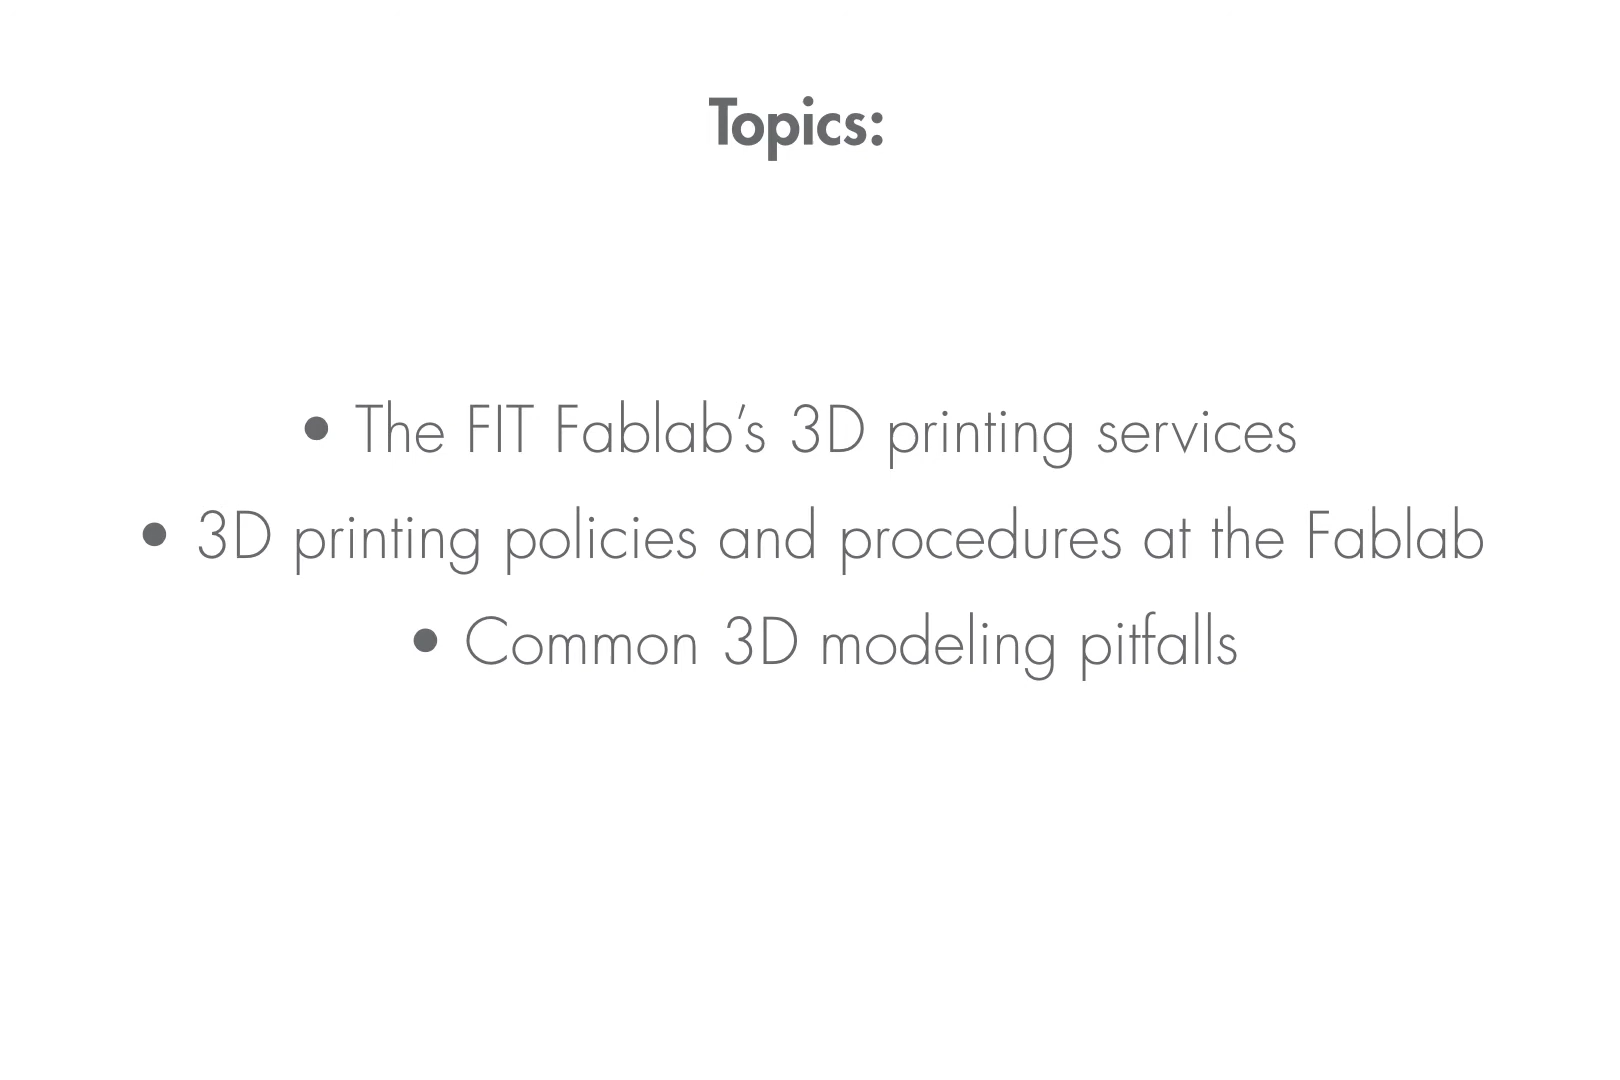 Topics:
• The FIT Fablab’s 3D printing services
• 3D printing policies and procedures at the Fablab
• Common 3D modeling pitfalls